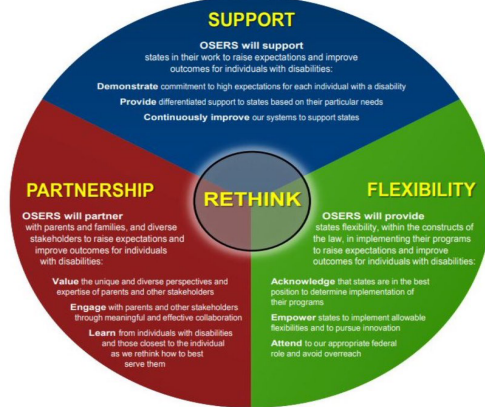 SUPPORT
OSERS will support
states in their work to raise expectations and improve
outcomes for individuals with disabilities:
Demonstrate commitment to high expectations for each individual with a disability
Provide differentiated support to states based on their particular needs
Continuously improve our systems to support states
PARTNERSHIP
OSERS will partner
with parents and families, and diverse
stakeholders to raise expectations and
improve outcomes for individuals
with disabilities:
Value the unique and diverse perspectives and
expertise of parents and other stakeholders
Engage with parents and other stakeholders
through meaningful and effective collaboration
Learn from individuals with disabilities
and those closest to the individual
as we rethink how to best
serve them
RETHINK
FLEXIBILITY
OSERS will provide
states flexibility, within the constructs of
the law, in implementing their programs
to raise expectations and improve
outcomes for individuals with disabilities:
Acknowledge that states are in the best
position to determine implementation of
their programs
Empower states to implement allowable
flexibilities and to pursue innovation
Attend to our appropriate federal
role and avoid overreach